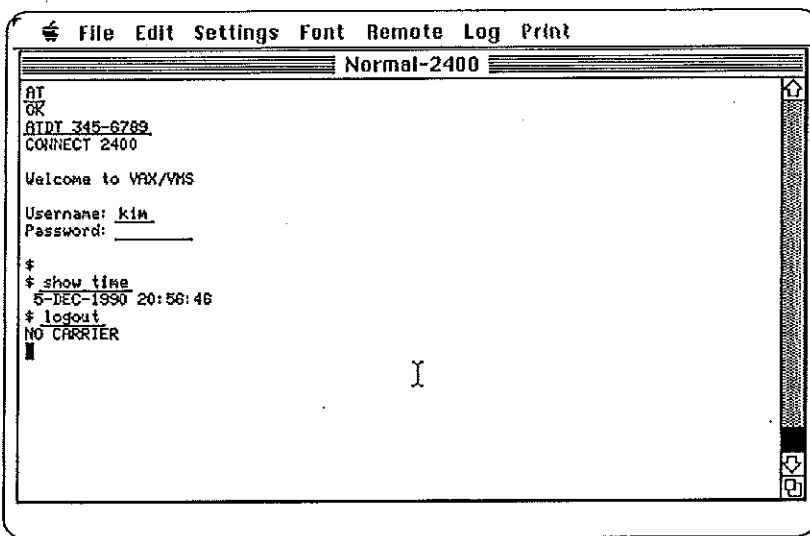 File Edit Settings Font Remote Log Print
Normal-2400
AT
OK
ATDT 345-6789
CONNECT 2400
Welcome to VAX/VMS
Username: kim
Password:
$
$ show time
5-DEC-1990 20:56:46
$ logout
NO CARRIER